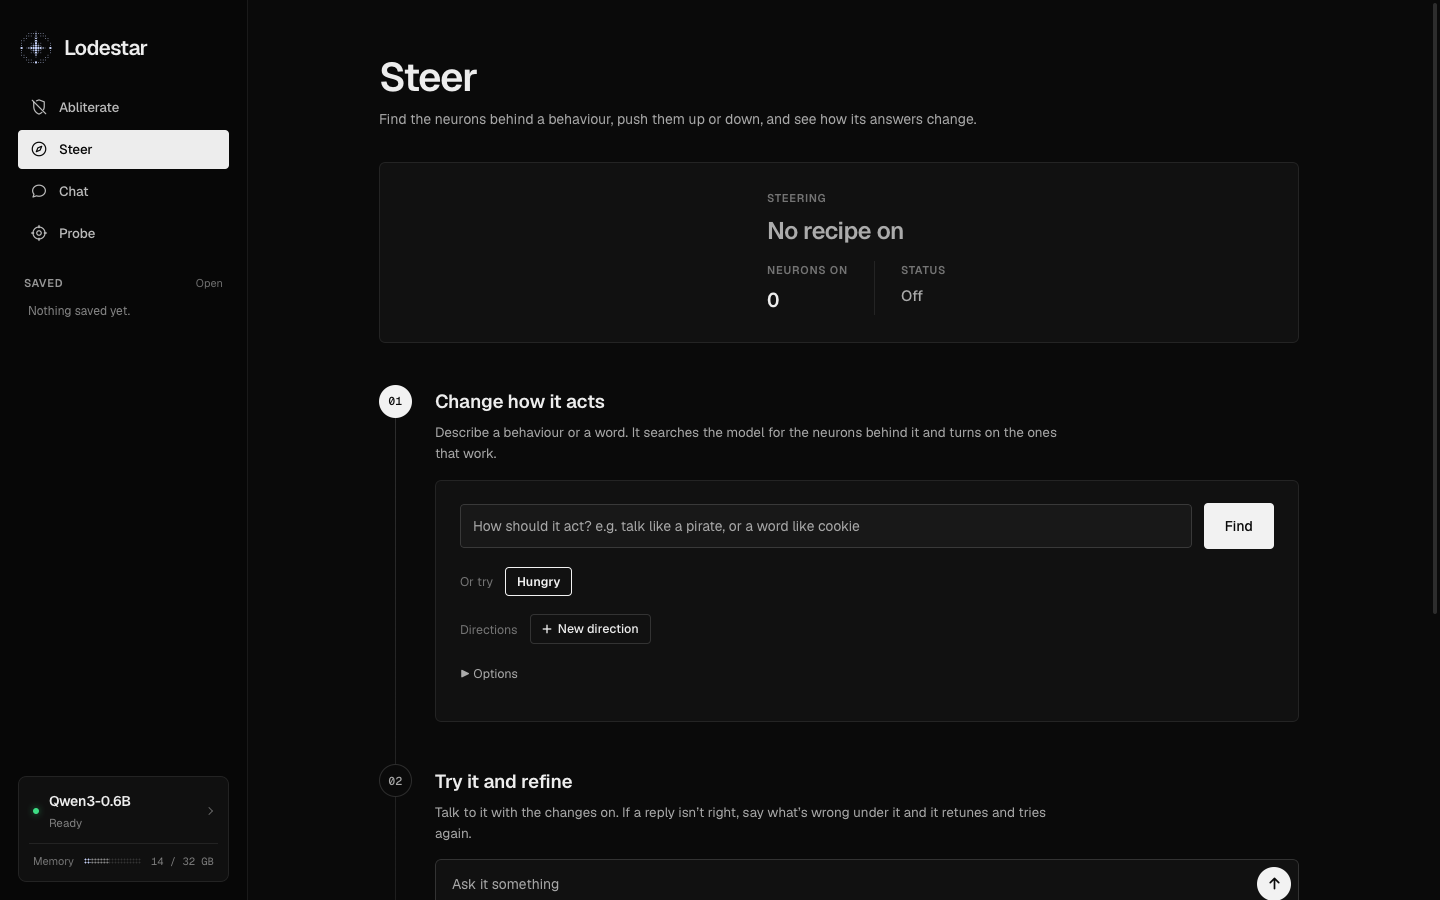 Lodestar
Abliterate
Steer
Chat
Probe
SAVED
Open
Nothing saved yet.
Qwen3-0.6B
Ready
Memory
14 / 32 GB
Steer
Find the neurons behind a behaviour, push them up or down, and see how its answers change.
STEERING
No recipe on
NEURONS ON
0
STATUS
Off
01
Change how it acts
Describe a behaviour or a word. It searches the model for the neurons behind it and turns on the ones
that work.
How should it act? e.g. talk like a pirate, or a word like cookie
Find
Or try
Hungry
Directions
+ New direction
Options
02
Try it and refine
Talk to it with the changes on. If a reply isn't right, say what's wrong under it and it retunes and tries
again.
Ask it something